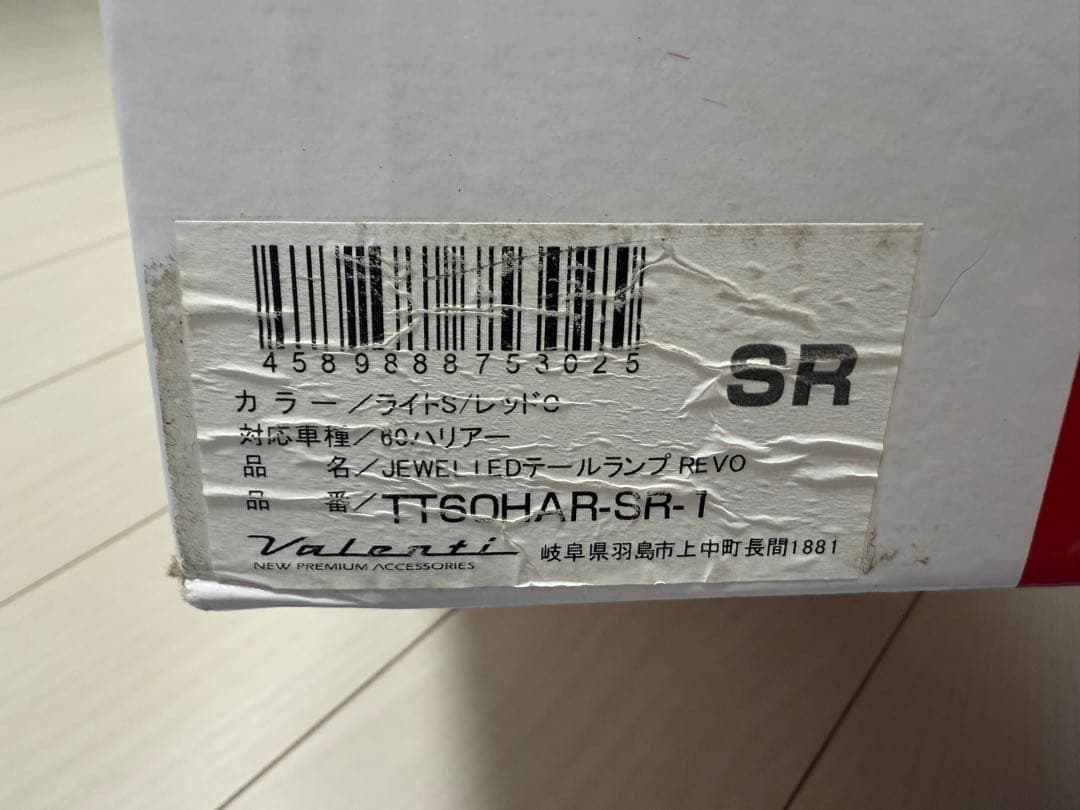 4589888753025
SR
カラー/ライトS/レッドC
対応車種/60ハリアー
品　名/JEWEL LEDテールランプ REVO
品　番/TT60HAR-SR-1
Valenti
NEW PREMIUM ACCESSORIES
岐阜県羽島市上中町長間1881